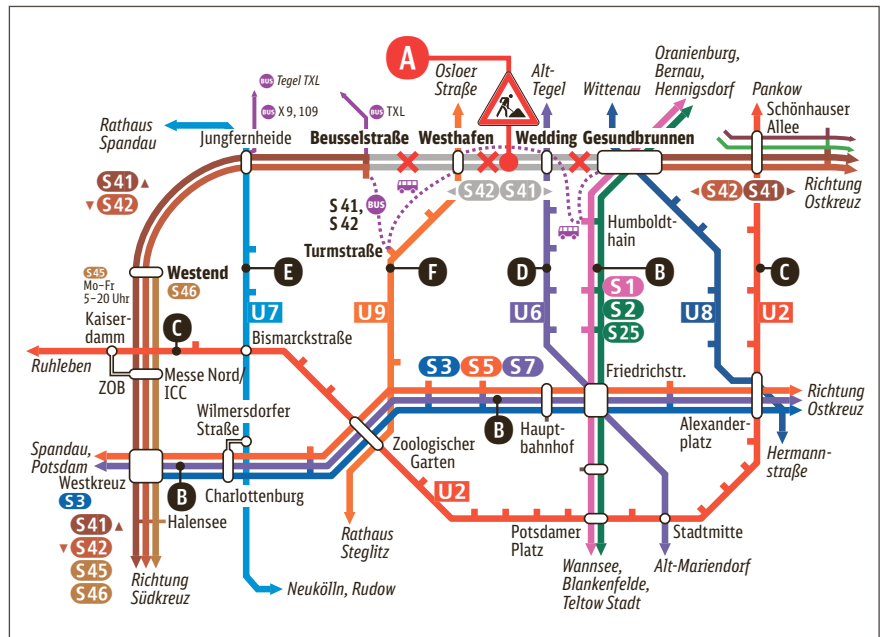 A
Oranienburg,
Bernau,
Hennigsdorf
Osloer
Straße
Alt-
Tegel
Wittenau
Pankow
BUS Tegel TXL
BUS X 9, 109
BUS TXL
Schönhauser
Allee
Rathaus
Spandau
Jungfernheide
Beusselstraße
Westhafen
Wedding
Gesundbrunnen
S41
S42
S42 S41
S42 S41
Richtung
Ostkreuz
S 41,
S 42
BUS
Humboldt-
hain
Turmstraße
S45
Mo–Fr
5–20 Uhr
Westend
S46
E
F
D
B
C
U7
U9
U6
S1
S2
S25
U8
U2
Kaiser-
damm
C
Bismarckstraße
Ruhleben
ZOB
Messe Nord/
ICC
S3 S5 S7
Friedrichstr.
Richtung
Ostkreuz
Wilmersdorfer
Straße
B
Haupt-
bahnhof
Alexander-
platz
Zoologischer
Garten
Hermann-
straße
Spandau,
Potsdam
Westkreuz
S3
B
Charlottenburg
U2
Halensee
S41
S42
S45
S46
Rathaus
Steglitz
Potsdamer
Platz
Stadtmitte
Richtung
Südkreuz
Neukölln, Rudow
Wannsee,
Blankenfelde,
Teltow Stadt
Alt-Mariendorf